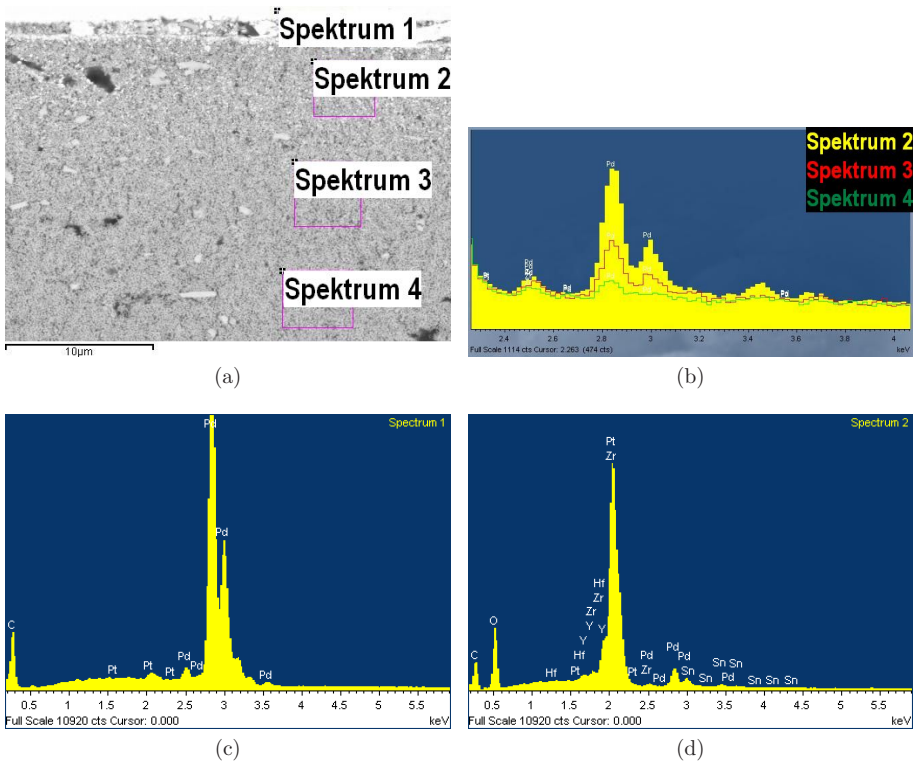 Spektrum 1
Spektrum 2
Spektrum 3
Spektrum 4
10µm
(a)
Spektrum 2
Spektrum 3
Spektrum 4
Pd
Pd
Pd
Pd
Pd
2.4 2.6 2.8 3 3.2 3.4 3.6 3.8 4
Full Scale 1114 cts Cursor: 2.263 (474 cts) keV
(b)
Spectrum 1
Pd
Pd
C
Pt Pt Pt Pd Pd Pd
0.5 1 1.5 2 2.5 3 3.5 4 4.5 5 5.5
Full Scale 10920 cts Cursor: 0.000 keV
(c)
Spectrum 2
Pt
Zr
Hf
Zr
O Zr
Y Y
Y Pd
C Hf Pd Sn Sn
Hf Pt Pt Zr Pd Sn Sn Pd Sn Sn Sn
0.5 1 1.5 2 2.5 3 3.5 4 4.5 5 5.5
Full Scale 10920 cts Cursor: 0.000 keV
(d)